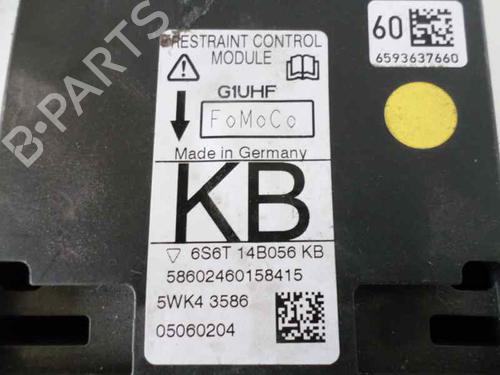 RESTRAINT CONTROL
MODULE
G1UHF
FoMoCo
Made in Germany
KB
6S6T 14B056 KB
58602460158415
5WK4 3586
05060204
60
6593637660
B-PARTS